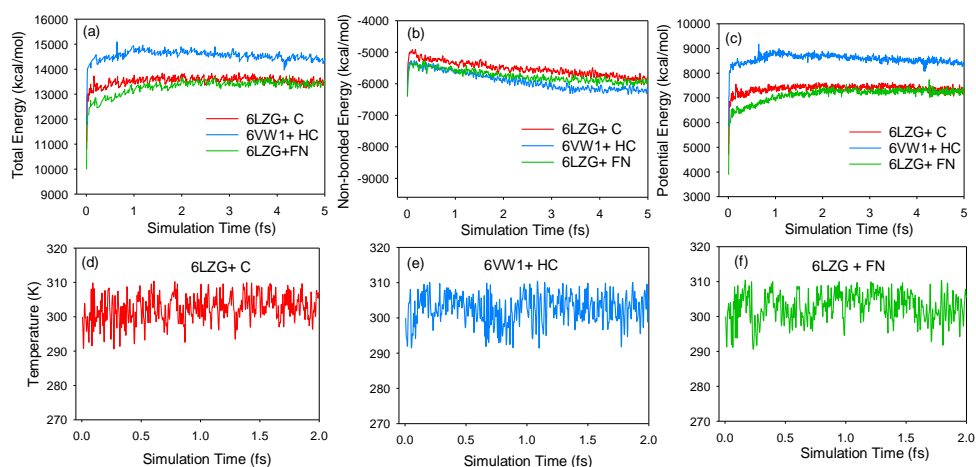 (a)
Total Energy (kcal/mol)
16000
15000
14000
13000
12000
11000
10000
9000
6LZG+ C
6VW1+ HC
6LZG+FN
0 1 2 3 4 5
Simulation Time (fs)
(b)
Non-bonded Energy (kcal/mol)
-4000
-5000
-6000
-7000
-8000
-9000
6LZG+ C
6VW1+ HC
6LZG+ FN
0 1 2 3 4 5
Simulation Time (fs)
(c)
Potential Energy (kcal/mol)
10000
9000
8000
7000
6000
5000
4000
3000
6LZG+ C
6VW1+ HC
6LZG+ FN
0 1 2 3 4 5
Simulation Time (fs)
(d)
6LZG+ C
Temperature (K)
320
310
300
290
280
270
0.0 0.5 1.0 1.5 2.0
Simulation Time (fs)
(e)
6VW1+ HC
320
310
300
290
280
270
0.0 0.5 1.0 1.5 2.0
Simulation Time (fs)
(f)
6LZG + FN
320
310
300
290
280
270
0.0 0.5 1.0 1.5 2.0
Simulation Time (fs)